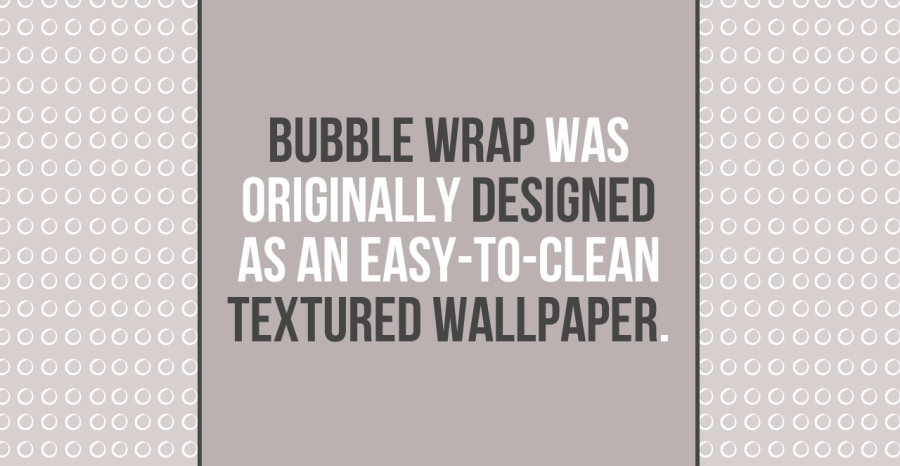 BUBBLE WRAP WAS
ORIGINALLY DESIGNED
AS AN EASY-TO-CLEAN
TEXTURED WALLPAPER.